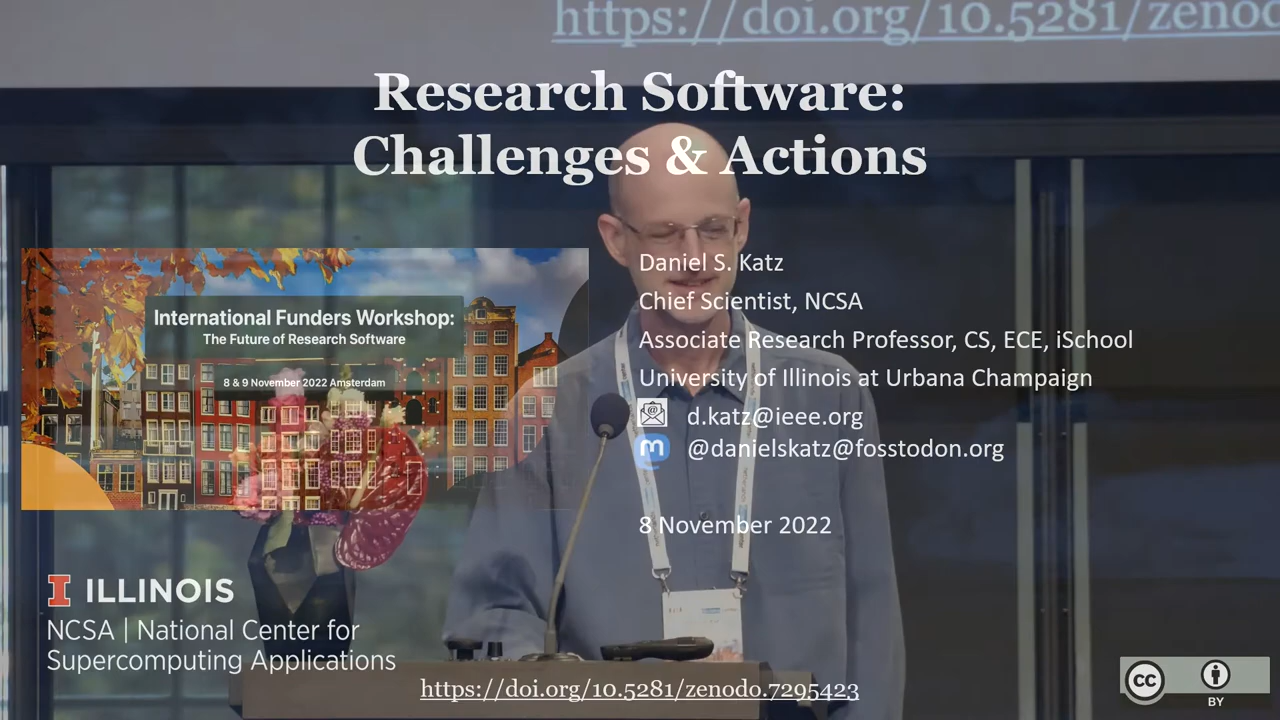 https://doi.org/10.5281/zenod
Research Software:
Challenges & Actions
International Funders Workshop:
The Future of Research Software
8 & 9 November 2022 Amsterdam
Daniel S. Katz
Chief Scientist, NCSA
Associate Research Professor, CS, ECE, iSchool
University of Illinois at Urbana Champaign
d.katz@ieee.org
@danielskatz@fosstodon.org
8 November 2022
I ILLINOIS
NCSA | National Center for
Supercomputing Applications
https://doi.org/10.5281/zenodo.7295423
cc
BY